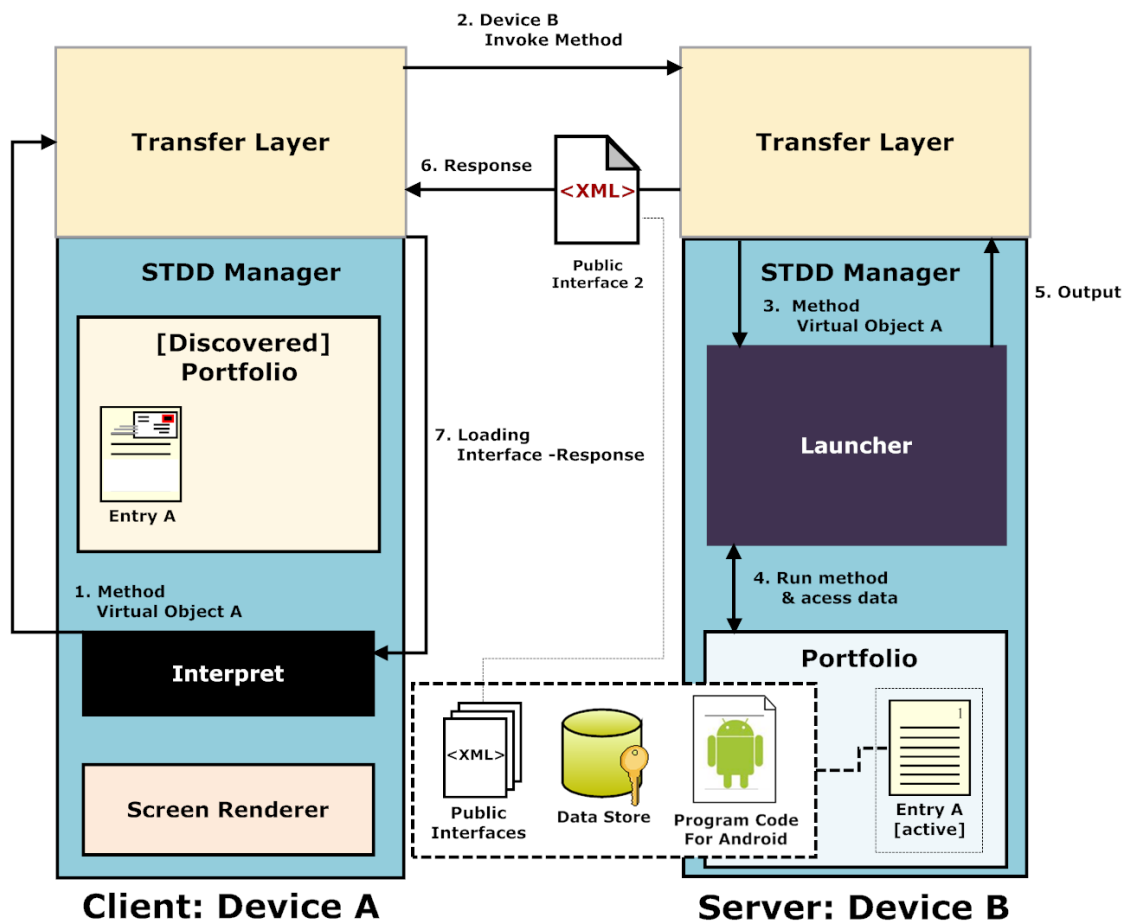 2. Device B
Invoke Method
Transfer Layer
Transfer Layer
6. Response
<XML>
Public
Interface 2
STDD Manager
STDD Manager
3. Method
Virtual Object A
5. Output
[Discovered]
Portfolio
Entry A
7. Loading
Interface -Response
Launcher
1. Method
Virtual Object A
4. Run method
& acess data
Interpret
Portfolio
<XML>
Public
Interfaces
Data Store
Program Code
For Android
1
Entry A
[active]
Screen Renderer
Client: Device A
Server: Device B